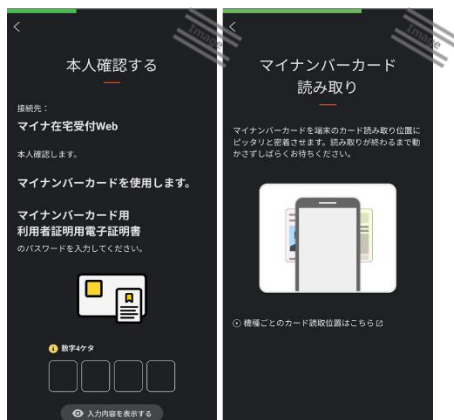 本人確認する
接続先：
マイナ在宅受付Web
本人確認します。
マイナンバーカードを使用します。
マイナンバーカード用
利用者証明用電子証明書
のパスワードを入力してください。
数字4ケタ
入力内容を表示する
Image
マイナンバーカード
読み取り
マイナンバーカードを端末のカード読み取り位置に
ピッタリと密着させます。読み取りが終わるまで動
かさずしばらくお待ちください。
機種ごとのカード読取位置はこちら
Image